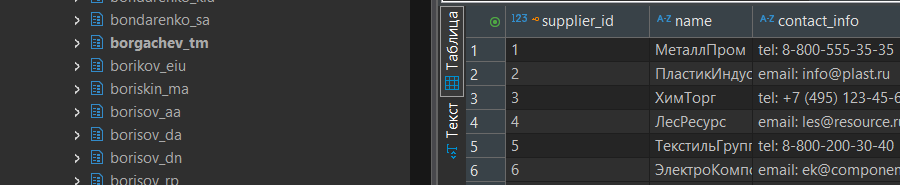 bondarenko_sa
borgachev_tm
borikov_eiu
boriskin_ma
borisov_aa
borisov_da
borisov_dn
borisov_rp
Таблица
Текст
123 supplier_id A-Z name A-Z contact_info
1 1 МеталлПром tel: 8-800-555-35-35
2 2 ПластикИндус email: info@plast.ru
3 3 ХимТорг tel: +7 (495) 123-45-6
4 4 ЛесРесурс email: les@resource.r
5 5 ТекстильГрупп tel: 8-800-200-30-40
6 6 ЭлектроКомпо email: ek@componen